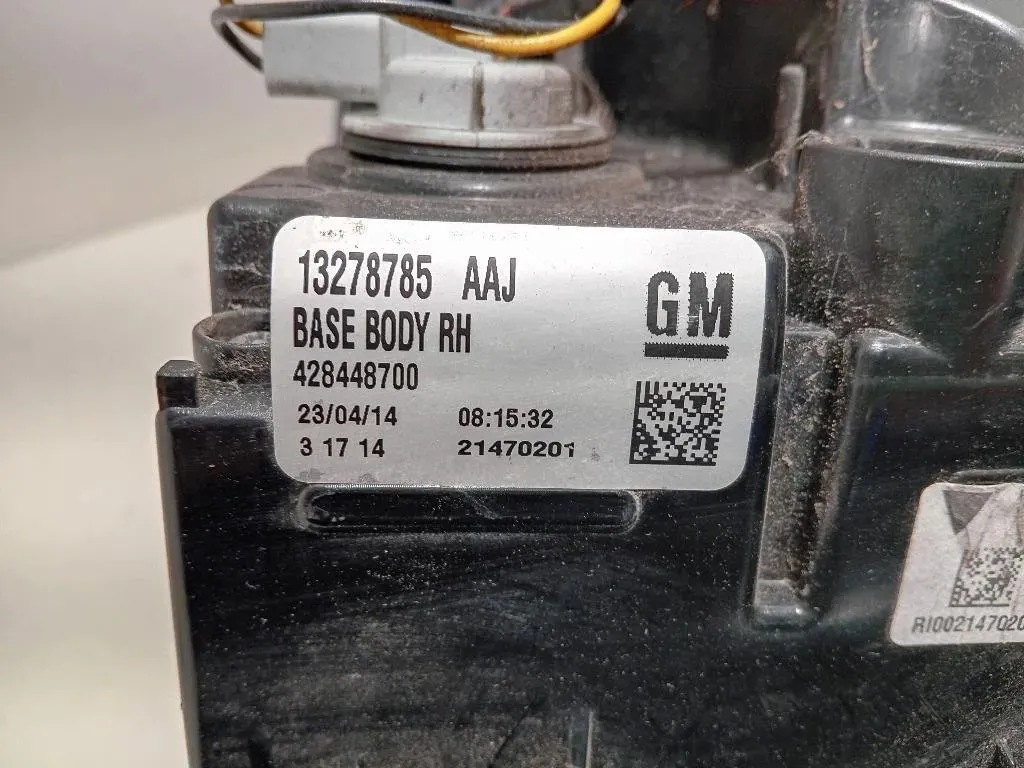 13278785 AAJ
GM
BASE BODY RH
428448700
23/04/14 08:15:32
3 17 14 21470201